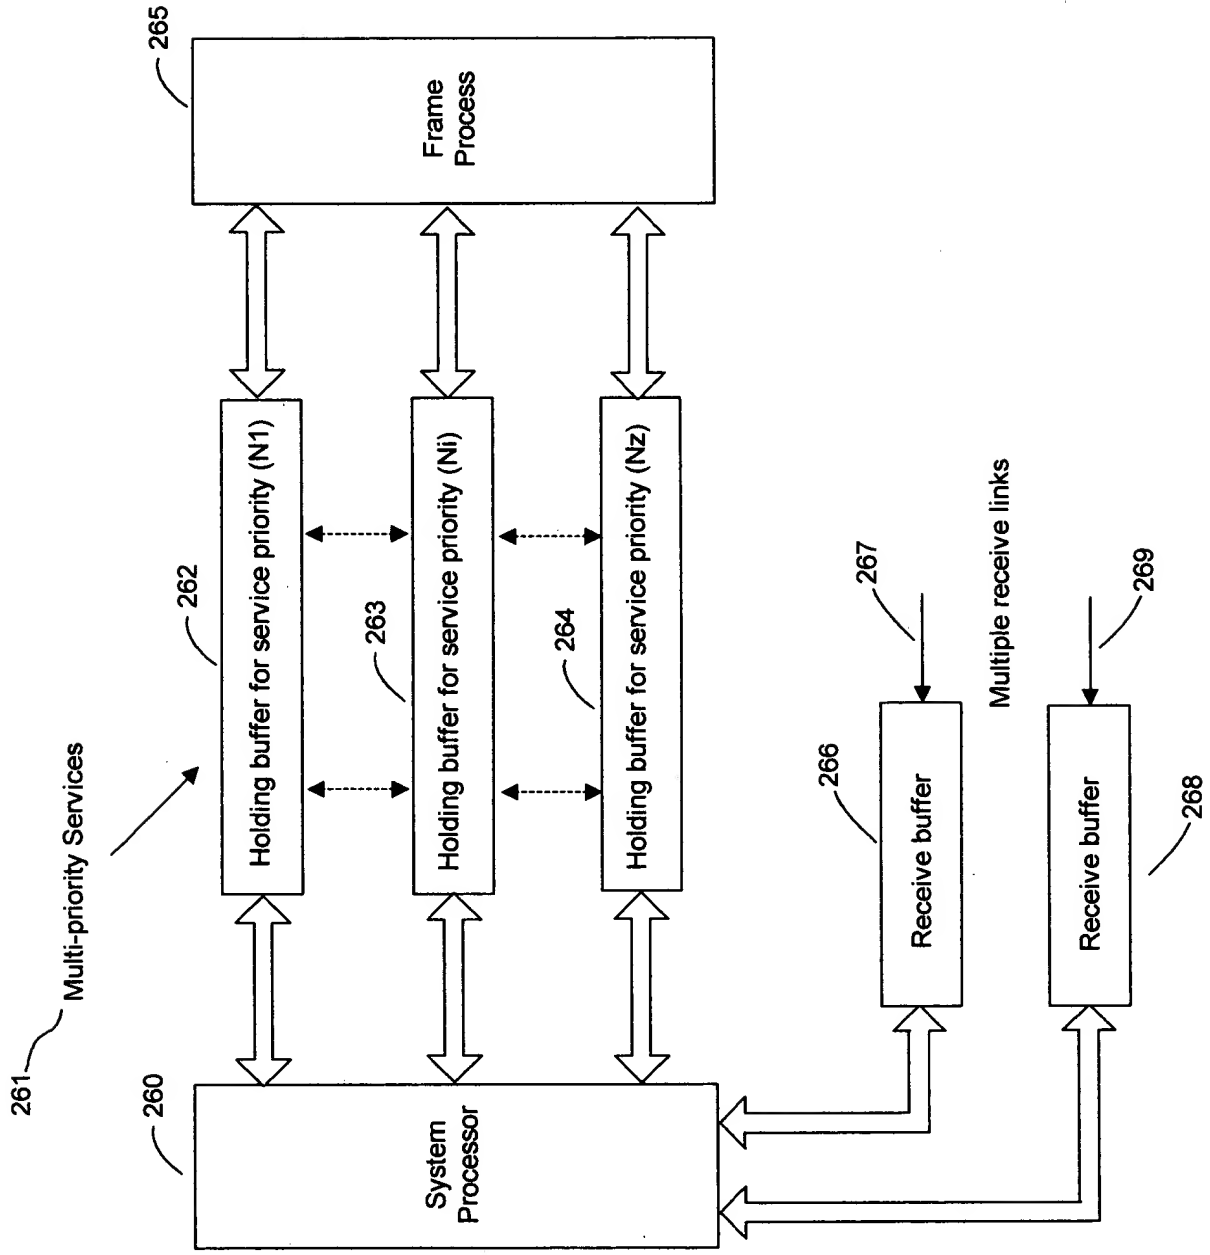 261
Multi-priority Services
260
System
Processor
262
Holding buffer for service priority (N1)
263
Holding buffer for service priority (Ni)
264
Holding buffer for service priority (Nz)
265
Frame
Process
266
Receive buffer
267
Multiple receive links
Receive buffer
268
269